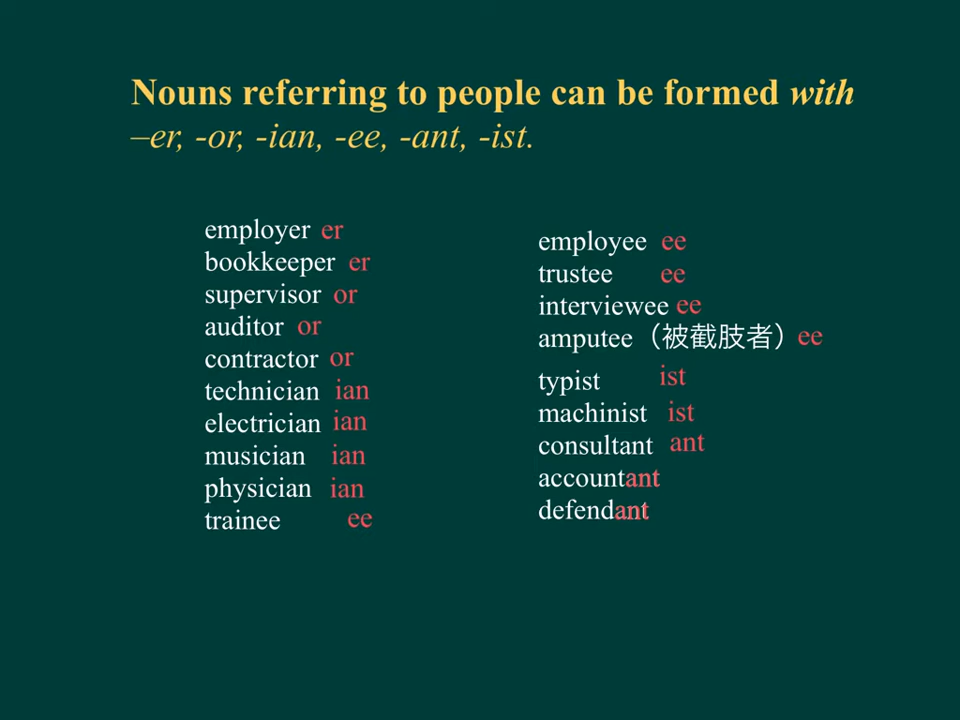 Nouns referring to people can be formed with
–er, -or, -ian, -ee, -ant, -ist.
employer er
bookkeeper er
supervisor or
auditor or
contractor or
technician ian
electrician ian
musician ian
physician ian
trainee ee
employee ee
trustee ee
interviewee ee
amputee（被截肢者）ee
typist ist
machinist ist
consultant ant
accountant
defendant